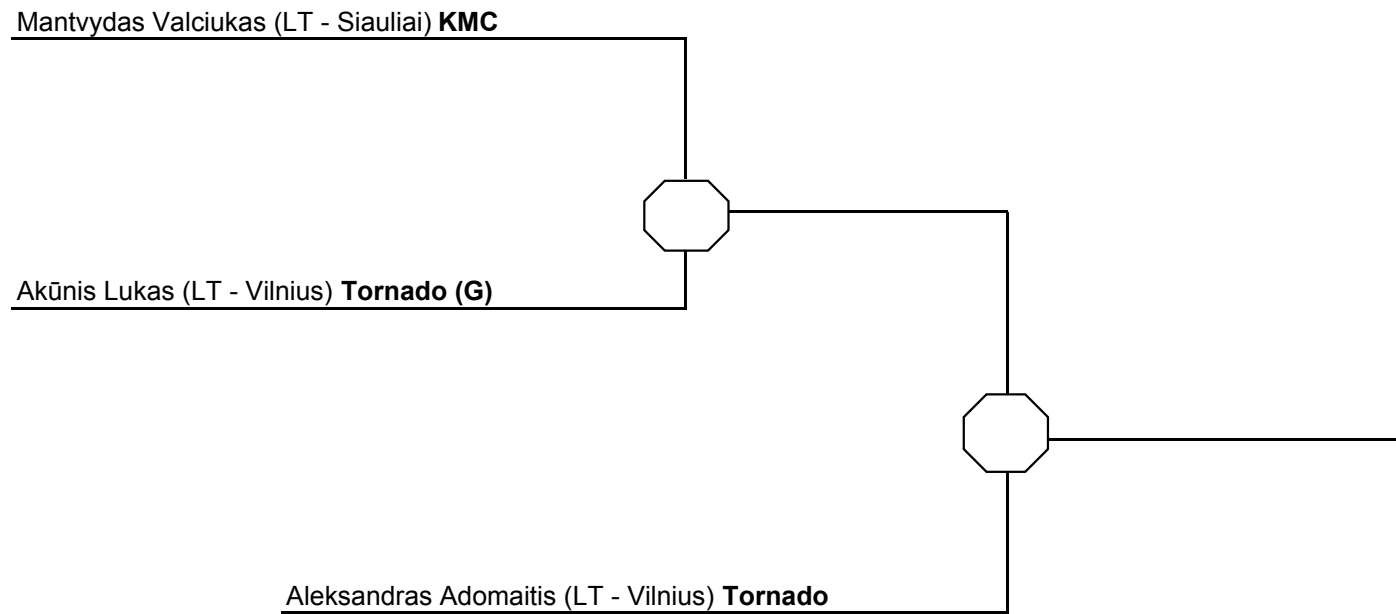 Mantvydas Valciukas (LT - Siauliai) KMC
Akūnis Lukas (LT - Vilnius) Tornado (G)
Aleksandras Adomaitis (LT - Vilnius) Tornado